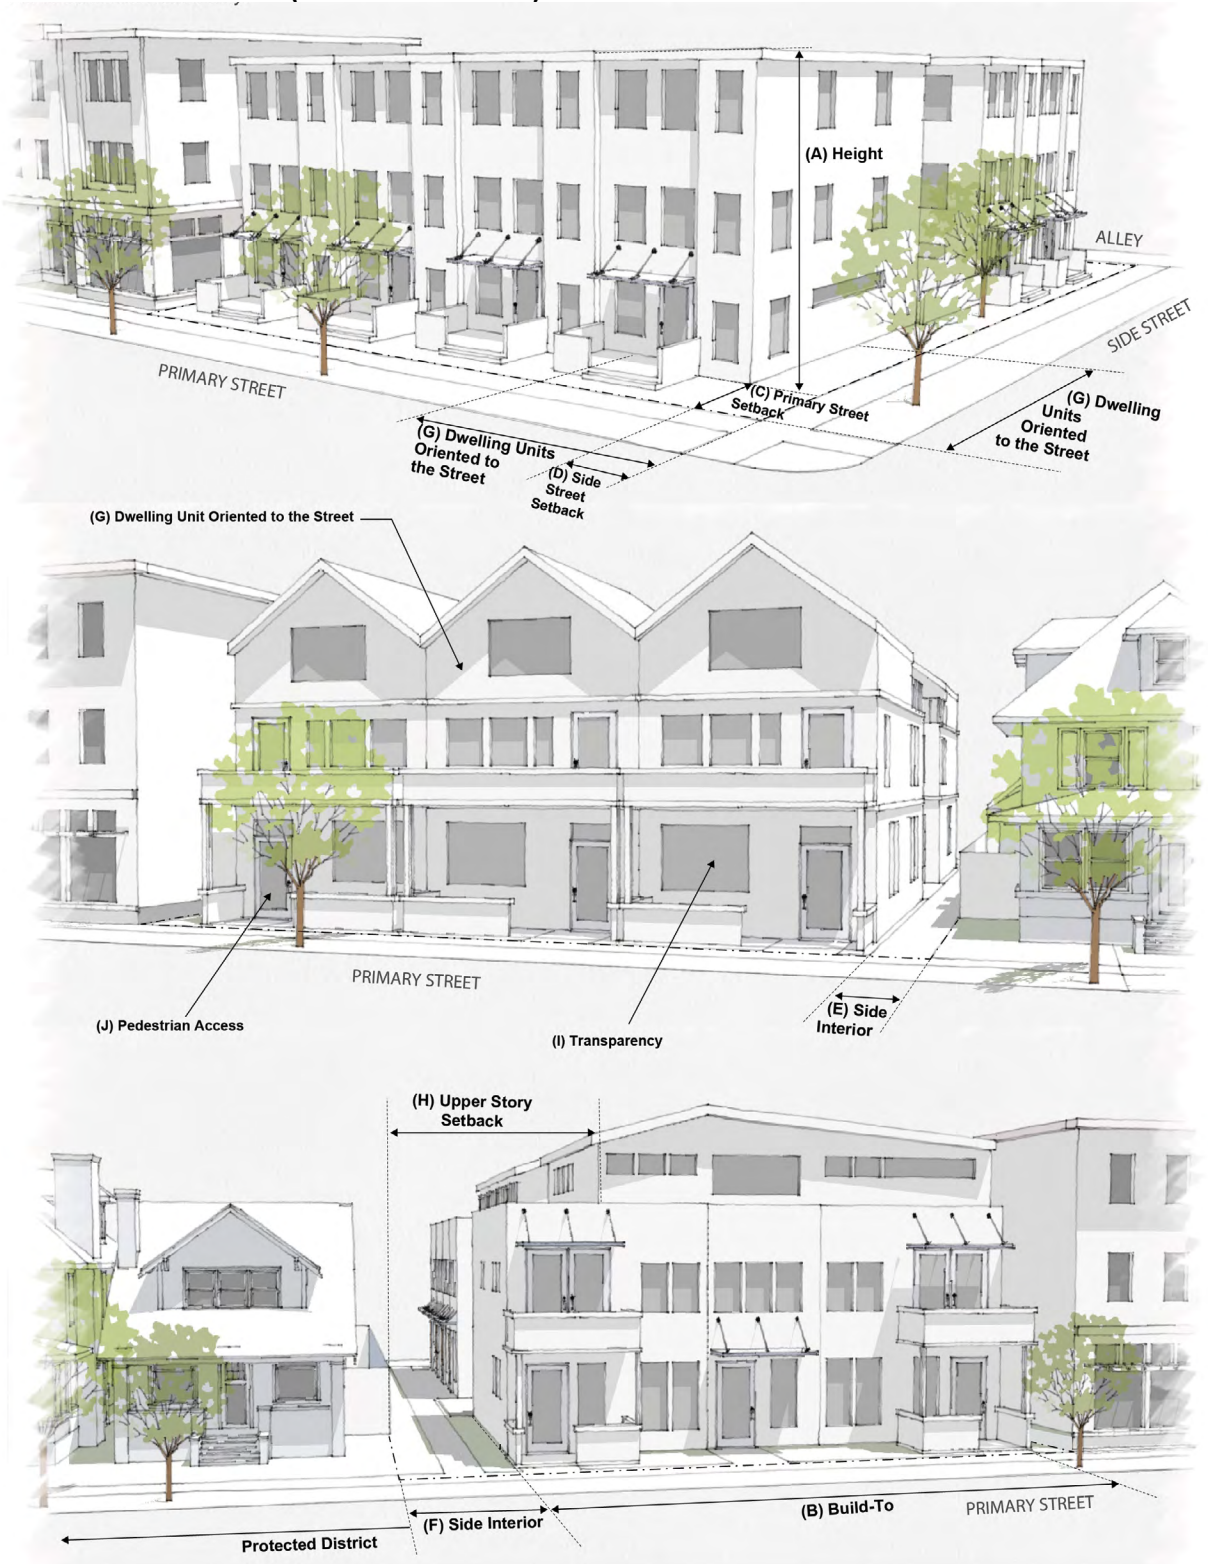 (A) Height
ALLEY
SIDE STREET
PRIMARY STREET
(C) Primary Street
Setback
(G) Dwelling
Units
Oriented
to the Street
(G) Dwelling Units
Oriented to
the Street
(D) Side
Street
Setback
(G) Dwelling Unit Oriented to the Street
PRIMARY STREET
(J) Pedestrian Access
(I) Transparency
(E) Side
Interior
(H) Upper Story
Setback
(B) Build-To
PRIMARY STREET
(F) Side Interior
Protected District